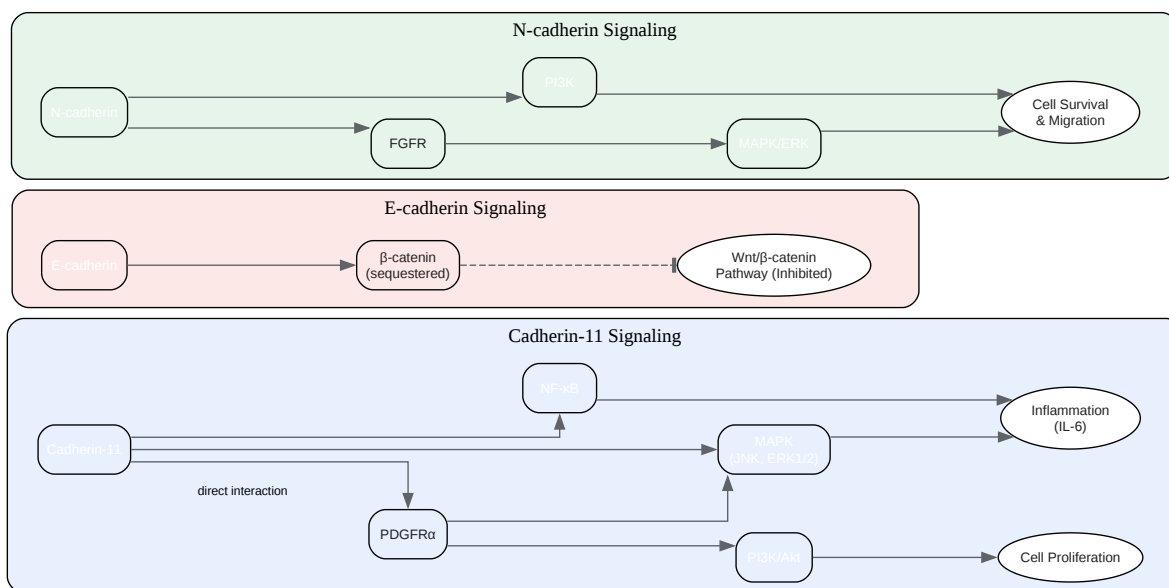 N-cadherin Signaling
PI3K
N-cadherin
Cell Survival
& Migration
FGFR
MAPK/ERK
E-cadherin Signaling
E-cadherin
β-catenin
(sequestered)
Wnt/β-catenin
Pathway (Inhibited)
Cadherin-11 Signaling
NF-κB
Inflammation
(IL-6)
Cadherin-11
MAPK
(JNK, ERK1/2)
direct interaction
PDGFRα
PI3K/Akt
Cell Proliferation